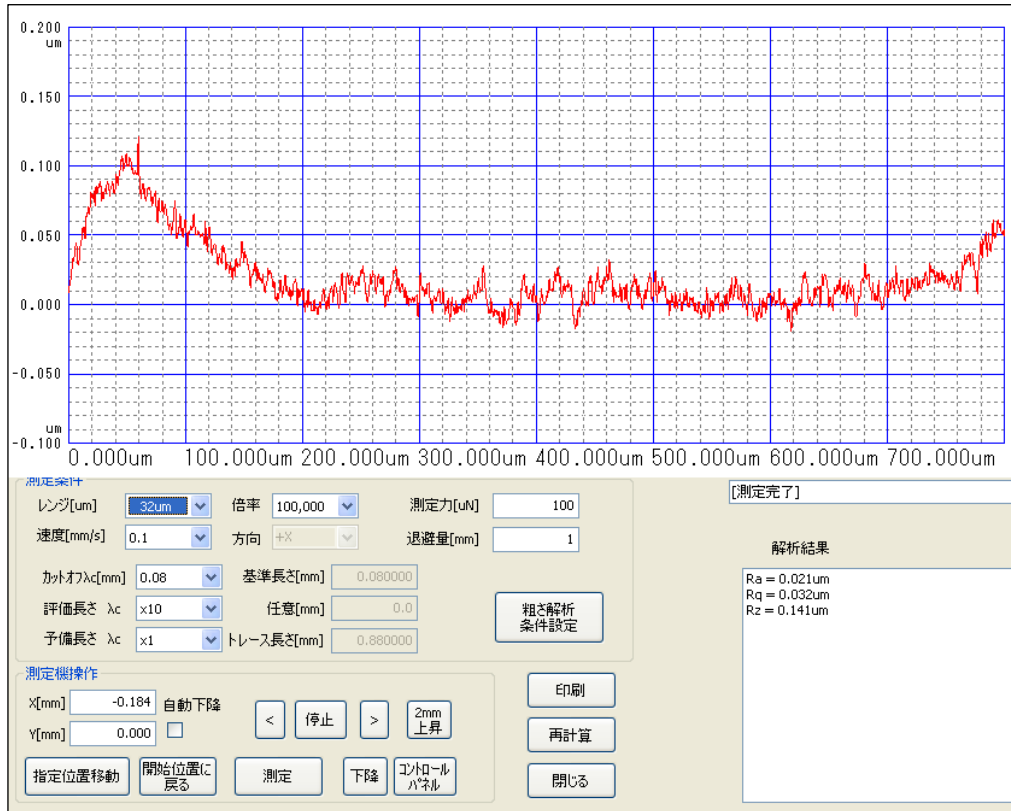 0.200
um
0.150
0.100
0.050
0.000
-0.050
um
-0.100
0.000um 100.000um 200.000um 300.000um 400.000um 500.000um 600.000um 700.000um
測定条件
レンジ[um] 32um 倍率 100,000 測定力[uN] 100
速度[mm/s] 0.1 方向 +X 退避量[mm] 1
カットオフλc[mm] 0.08 基準長さ[mm] 0.080000
評価長さ λc x10 任意[mm] 0.0
予備長さ λc x1 トレース長さ[mm] 0.880000
粗さ解析
条件設定
[測定完了]
解析結果
Ra = 0.021um
Rq = 0.032um
Rz = 0.141um
測定機操作
X[mm] -0.184 自動下降
Y[mm] 0.000
< 停止 > 2mm
上昇
指定位置移動 開始位置に
戻る 測定 下降 コントロール
パネル
印刷
再計算
閉じる